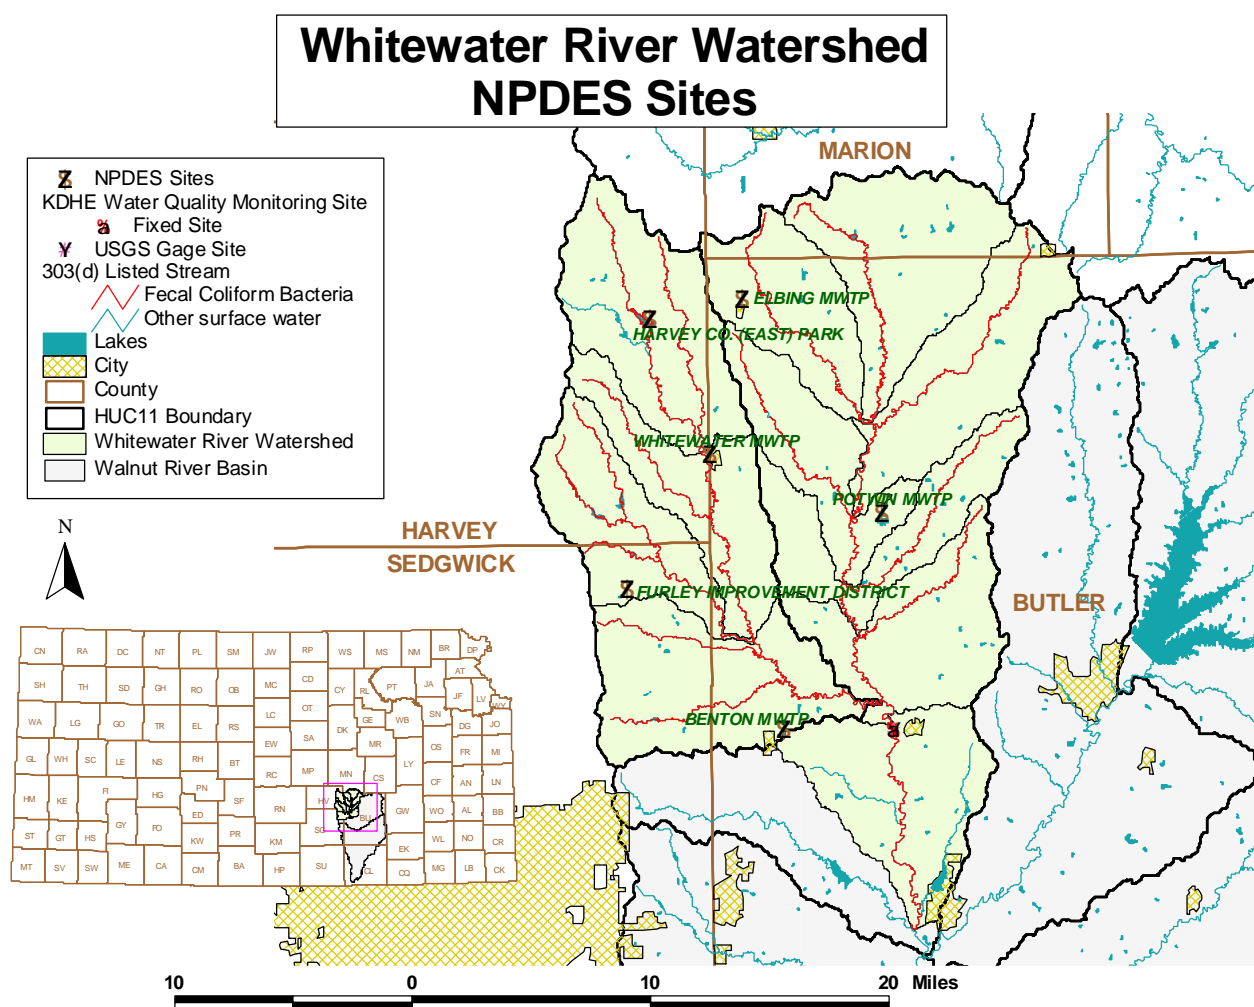 Whitewater River Watershed
NPDES Sites
NPDES Sites
KDHE Water Quality Monitoring Site
Fixed Site
USGS Gage Site
303(d) Listed Stream
Fecal Coliform Bacteria
Other surface water
Lakes
City
County
HUC11 Boundary
Whitewater River Watershed
Walnut River Basin
MARION
ELBING MWTP
HARVEY CO. (EAST) PARK
WHITEWATER MWTP
POTWIN MWTP
HARVEY
SEDGWICK
FURLEY IMPROVEMENT DISTRICT
BUTLER
BENTON MWTP
N
CN RA DC NT PL SM JW RP WS MS NM BR DP
SH TH SD GH RO OB MC CD CY RL PT JA AT JF LV WY
WA LG GO TR EL RS LC OT DK GE WB SN DG JO
GL WH SC LE NS RH BT EW SA MR LY OS FR MI
RC MP MN CS CF AN LN
HM KE FI HG PN SF RN HV BU GW WO AL BB
ST GT HS GY FO ED KW PR KM SG EK WL NO CR
MT SV SW ME CA CM BA HP SU CL CQ MG LB CK
10 0 10 20 Miles